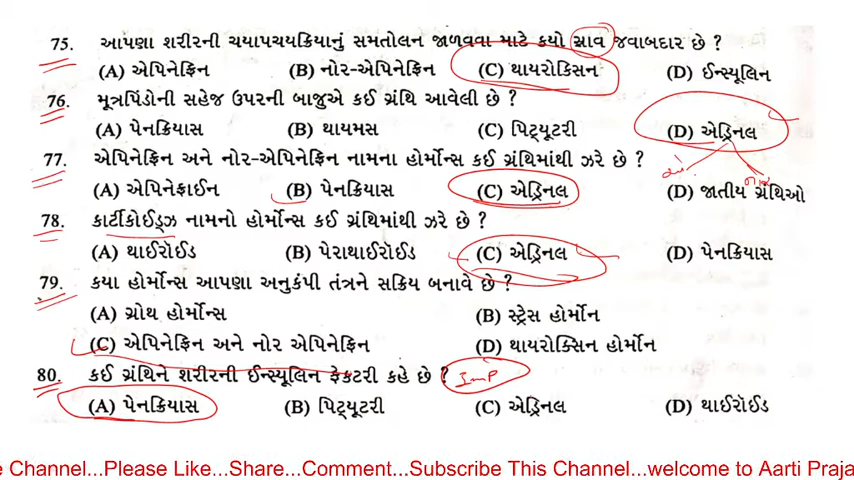 75. આપણા શરીરની ચયાપચયક્રિયાનું સમતોલન જાળવવા માટે કયો સ્રાવ જવાબદાર છે ?
(A) એપિનેફ્રિન (B) નોર-એપિનેફ્રિન (C) થાયરોકિસન (D) ઈન્સ્યૂલિન
76. મૂત્રપિંડોની સહેજ ઉપરની બાજુએ કઈ ગ્રંથિ આવેલી છે ?
(A) પેનક્રિયાસ (B) થાયમસ (C) પિટ્યૂટરી (D) એડ્રિનલ
77. એપિનેફ્રિન અને નોર-એપિનેફ્રિન નામના હોર્મોન્સ કઈ ગ્રંથિમાંથી ઝરે છે ?
(A) એપિનેફ્રાઈન (B) પેનક્રિયાસ (C) એડ્રિનલ (D) જાતીય ગ્રંથિઓ
78. કાર્ટીકોઈડ્ઝ નામનો હોર્મોન્સ કઈ ગ્રંથિમાંથી ઝરે છે ?
(A) થાઈરૉઈડ (B) પેરાથાઈરૉઈડ (C) એડ્રિનલ (D) પેનક્રિયાસ
79. કયા હોર્મોન્સ આપણા અનુકંપી તંત્રને સક્રિય બનાવે છે ?
(A) ગ્રોથ હોર્મોન્સ (B) સ્ટ્રેસ હોર્મોન
(C) એપિનેફ્રિન અને નોર એપિનેફ્રિન (D) થાયરોક્સિન હોર્મોન
80. કઈ ગ્રંથિને શરીરની ઈન્સ્યૂલિન ફેકટરી કહે છે ? Imp
(A) પેનક્રિયાસ (B) પિટ્યૂટરી (C) એડ્રિનલ (D) થાઈરૉઈડ
e Channel...Please Like...Share...Comment...Subscribe This Channel...welcome to Aarti Praja